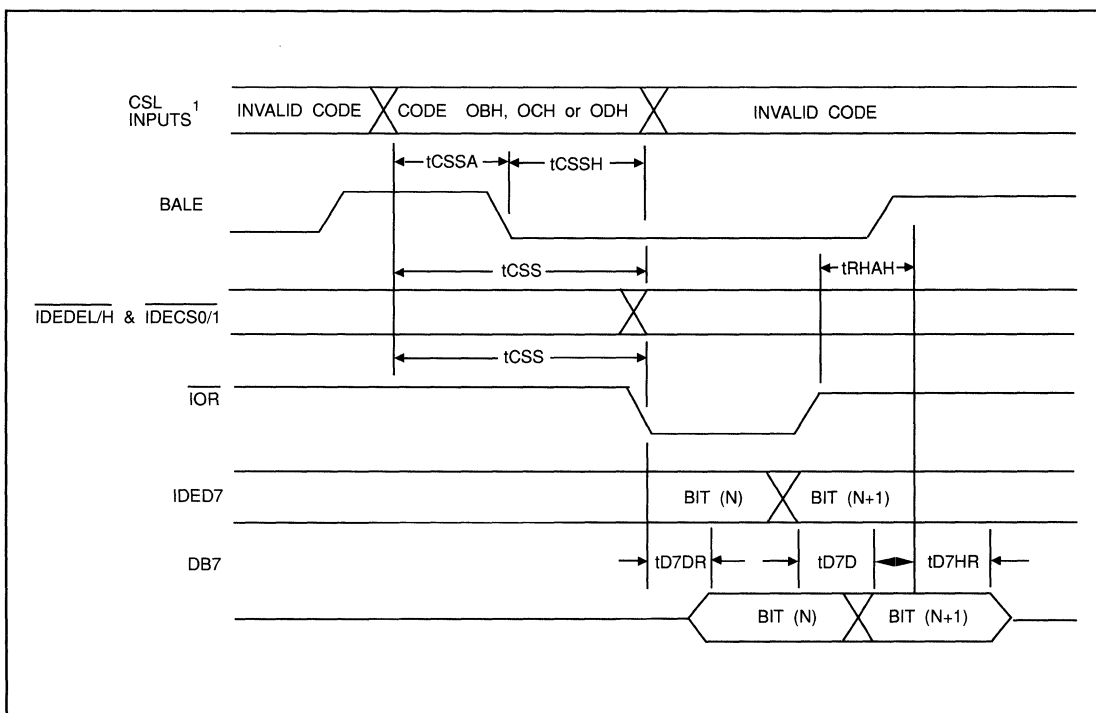 CSL
INPUTS¹
INVALID CODE
CODE OBH, OCH or ODH
INVALID CODE
tCSSA
tCSSH
BALE
tCSS
tRHAH
IDEDEL/H & IDECS0/1
tCSS
IOR
IDED7
BIT (N)
BIT (N+1)
DB7
tD7DR
tD7D
tD7HR
BIT (N)
BIT (N+1)